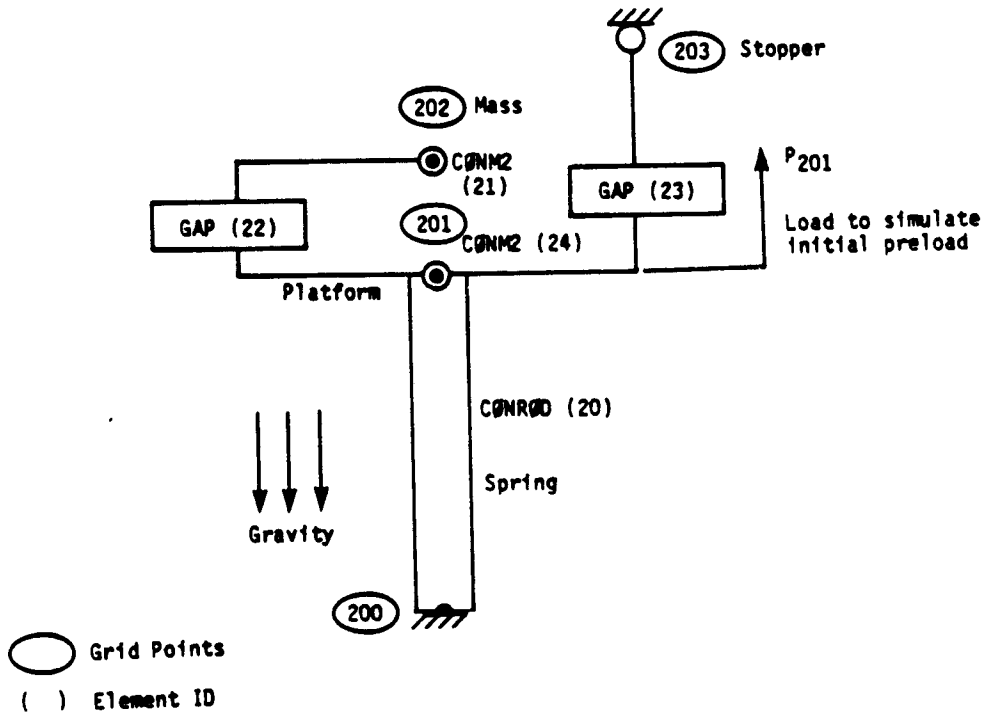 203 Stopper
202 Mass
CØNM2
(21)
P201
GAP (23)
GAP (22)
201
CØNM2 (24)
Load to simulate
initial preload
Platform
CØNRØD (20)
Spring
Gravity
200
Grid Points
( ) Element ID